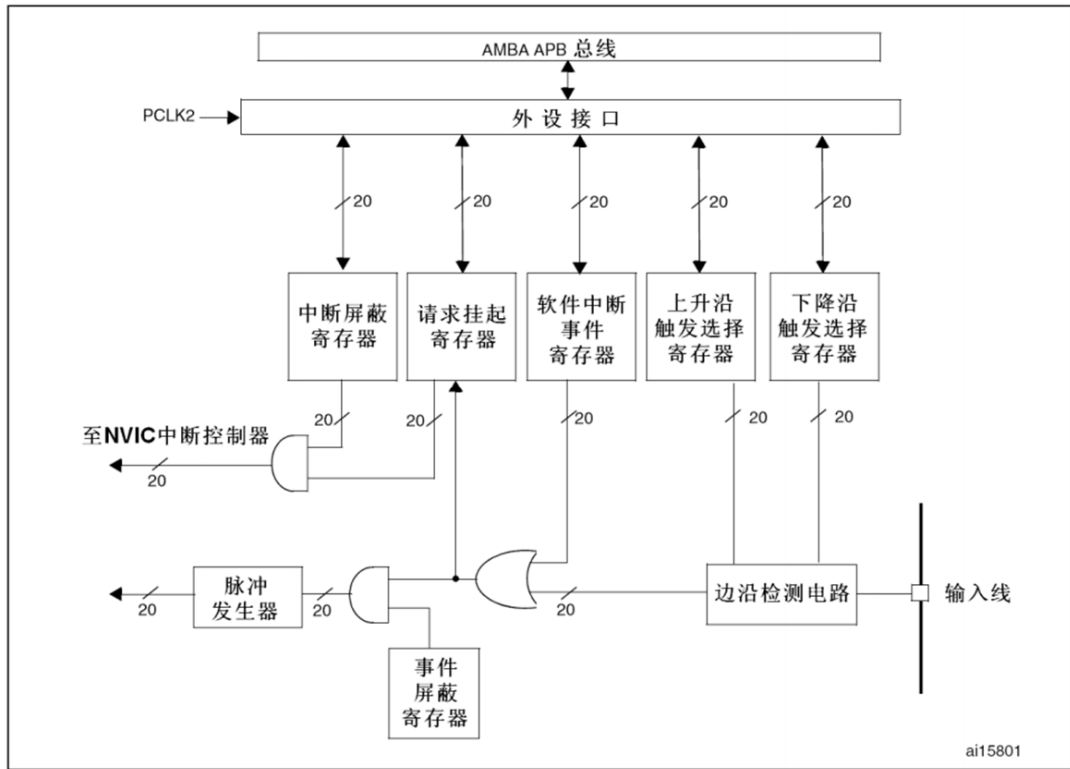 AMBA APB 总线
PCLK2
外设接口
20
20
20
20
20
中断屏蔽
寄存器
请求挂起
寄存器
软件中断
事件
寄存器
上升沿
触发选择
寄存器
下降沿
触发选择
寄存器
20
20
20
20
20
至NVIC中断控制器
20
脉冲
发生器
20
20
20
边沿检测电路
输入线
事件
屏蔽
寄存器
ai15801